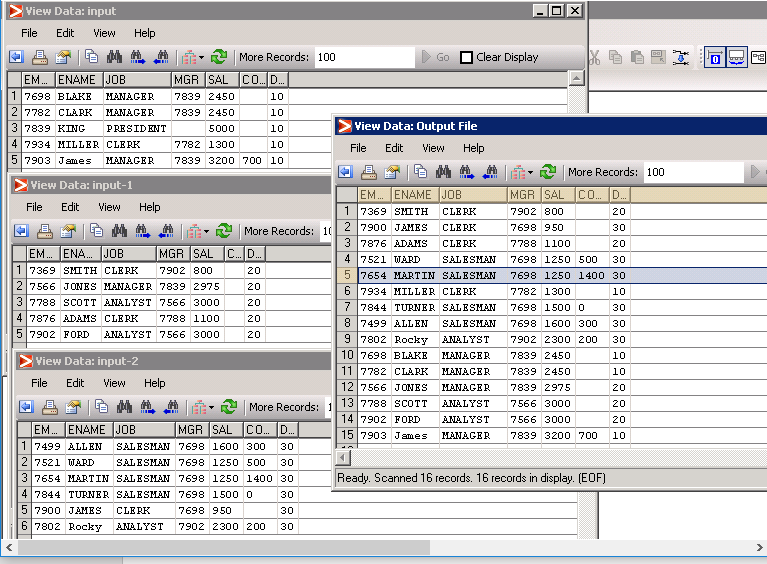 View Data: input
File Edit View Help
More Records: 100 Go Clear Display
EM... ENAME JOB MGR SAL CO... D...
1 7698 BLAKE MANAGER 7839 2450 10
2 7782 CLARK MANAGER 7839 2450 10
3 7839 KING PRESIDENT 5000 10
4 7934 MILLER CLERK 7782 1300 10
5 7903 James MANAGER 7839 3200 700 10
View Data: input-1
File Edit View Help
More Records: 10
EM... ENA... JOB MGR SAL C... D...
1 7369 SMITH CLERK 7902 800 20
2 7566 JONES MANAGER 7839 2975 20
3 7788 SCOTT ANALYST 7566 3000 20
4 7876 ADAMS CLERK 7788 1100 20
5 7902 FORD ANALYST 7566 3000 20
View Data: input-2
File Edit View Help
More Records: 1
EM... ENAME JOB MGR SAL CO... D...
1 7499 ALLEN SALESMAN 7698 1600 300 30
2 7521 WARD SALESMAN 7698 1250 500 30
3 7654 MARTIN SALESMAN 7698 1250 1400 30
4 7844 TURNER SALESMAN 7698 1500 0 30
5 7900 JAMES CLERK 7698 950 30
6 7802 Rocky ANALYST 7902 2300 200 30
View Data: Output File
File Edit View Help
More Records: 100
EM... ENAME JOB MGR SAL CO... D...
1 7369 SMITH CLERK 7902 800 20
2 7900 JAMES CLERK 7698 950 30
3 7876 ADAMS CLERK 7788 1100 20
4 7521 WARD SALESMAN 7698 1250 500 30
5 7654 MARTIN SALESMAN 7698 1250 1400 30
6 7934 MILLER CLERK 7782 1300 10
7 7844 TURNER SALESMAN 7698 1500 0 30
8 7499 ALLEN SALESMAN 7698 1600 300 30
9 7802 Rocky ANALYST 7902 2300 200 30
10 7698 BLAKE MANAGER 7839 2450 10
11 7782 CLARK MANAGER 7839 2450 10
12 7566 JONES MANAGER 7839 2975 20
13 7788 SCOTT ANALYST 7566 3000 20
14 7902 FORD ANALYST 7566 3000 20
15 7903 James MANAGER 7839 3200 700 10
Ready. Scanned 16 records. 16 records in display. (EOF)